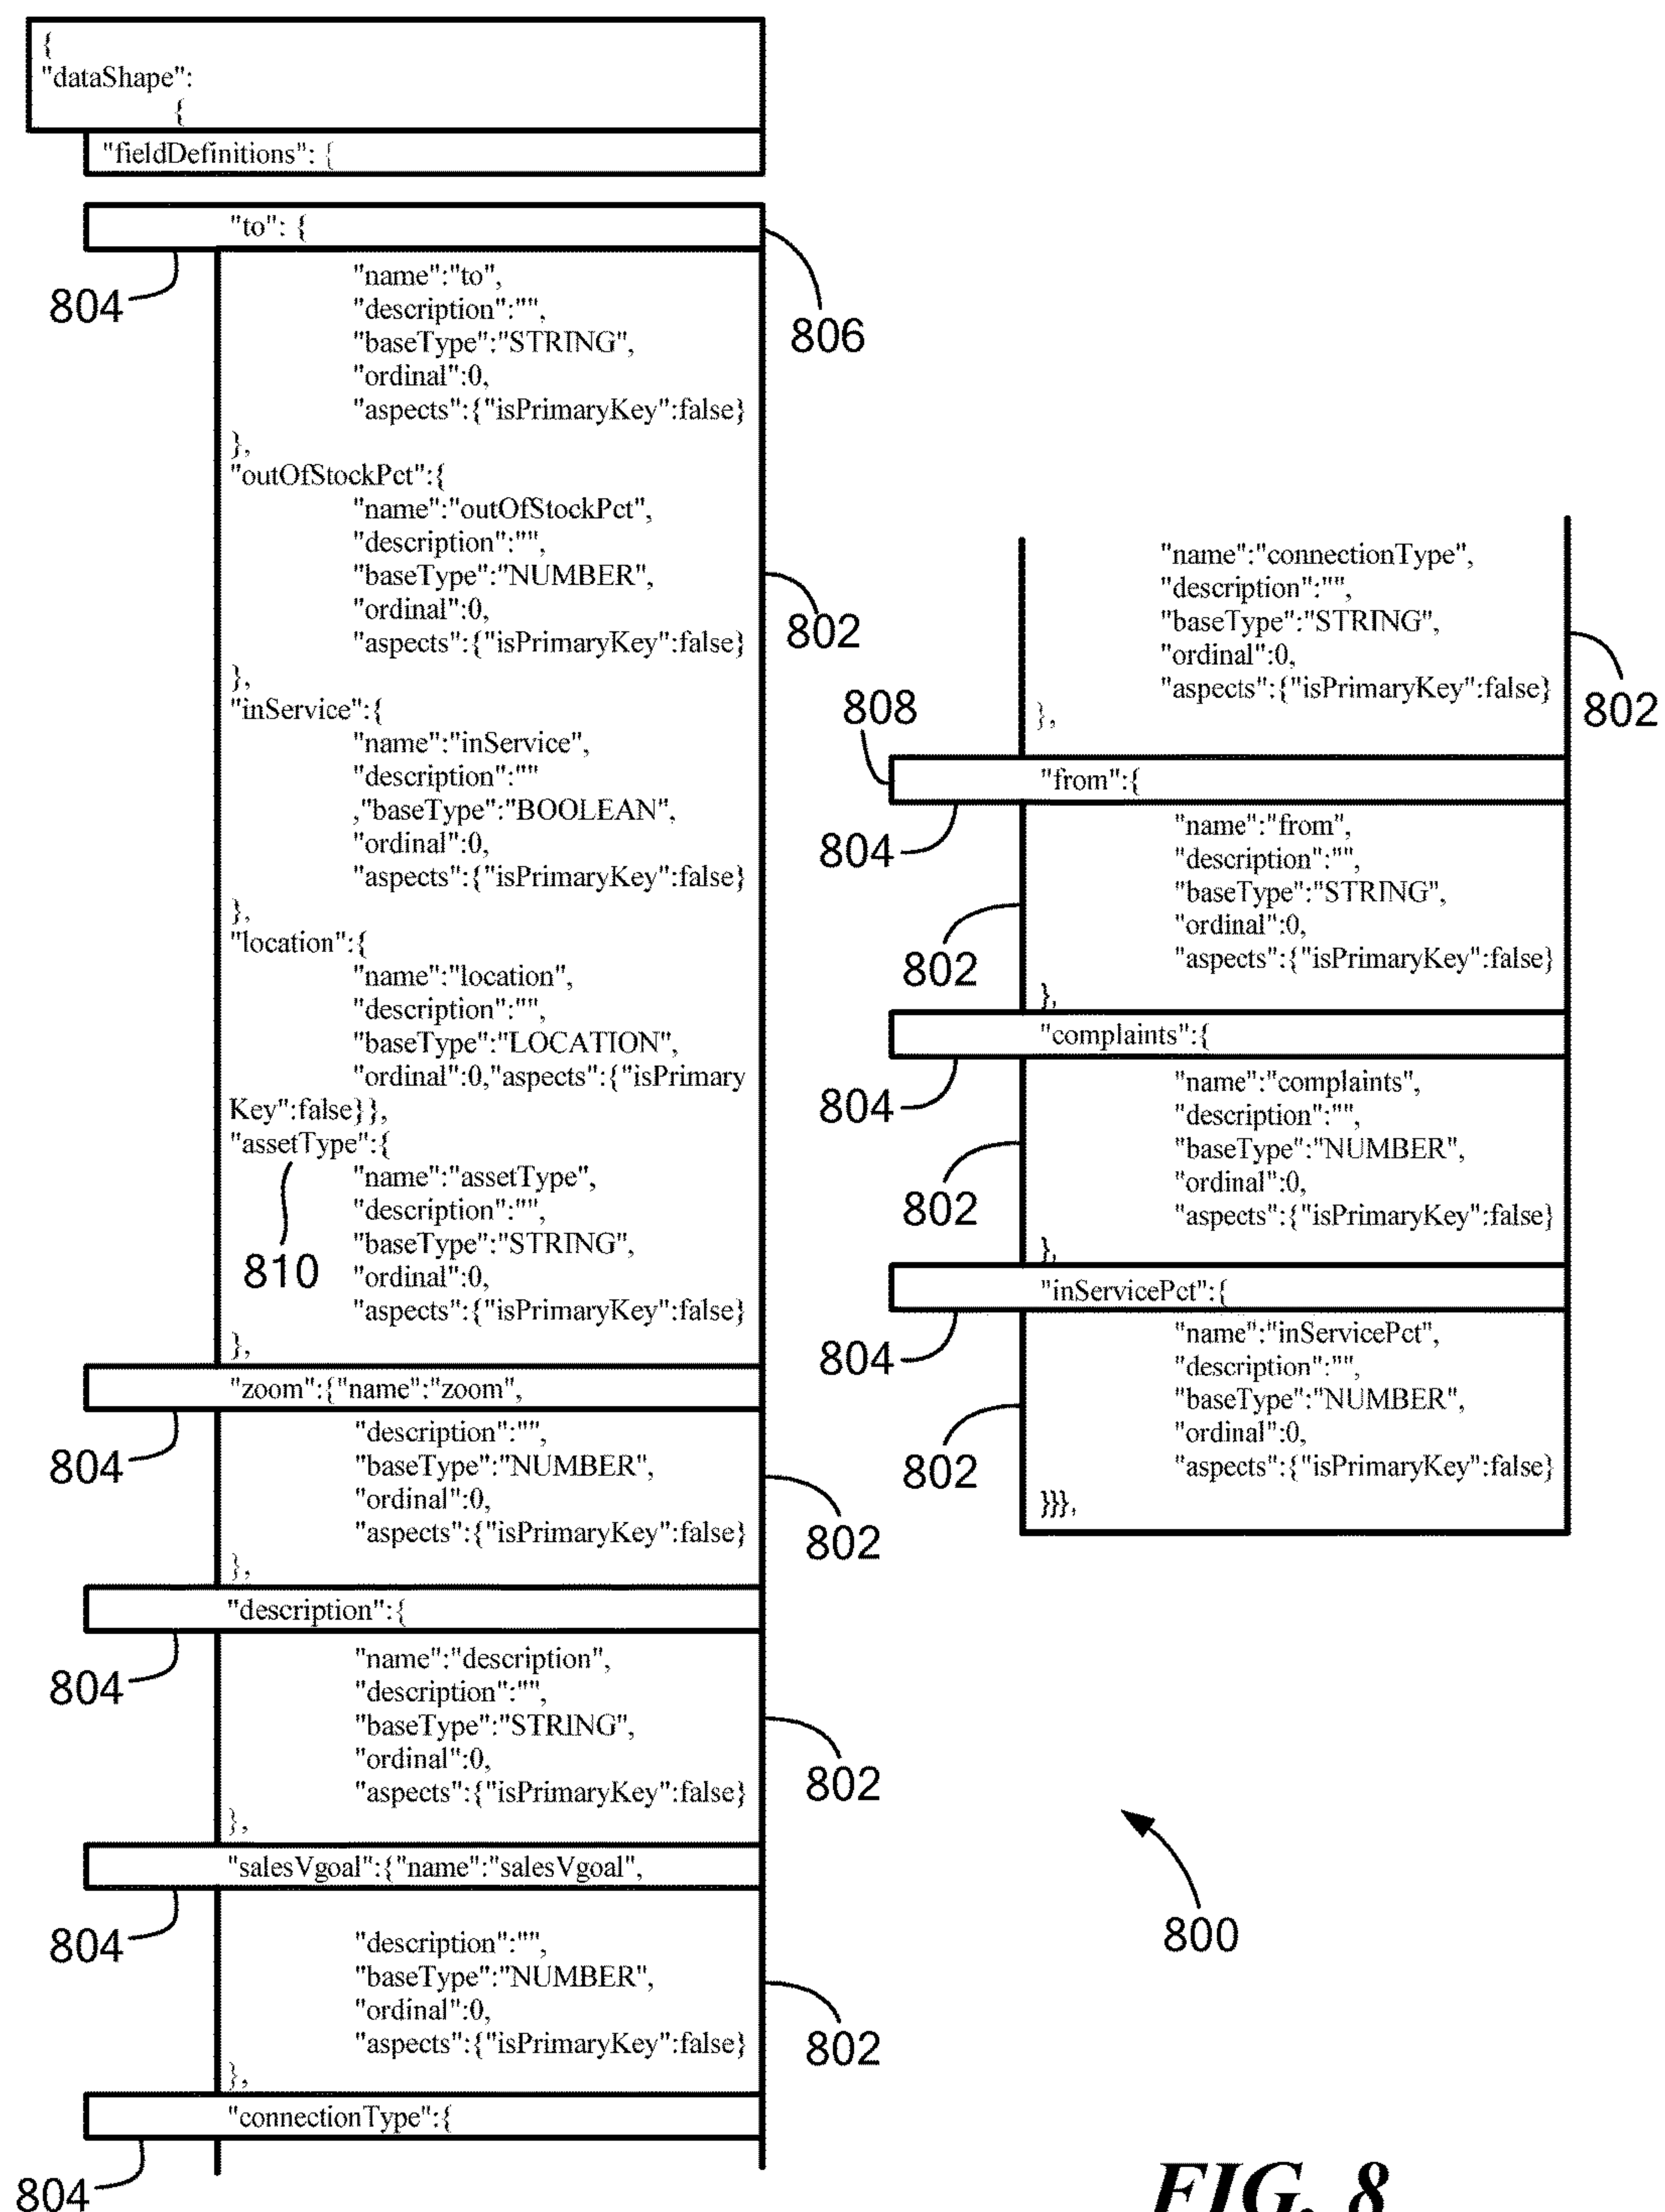 {
"dataShape":
{
"fieldDefinitions": {
"to": {
804
806
"name":"to",
"description":"",
"baseType":"STRING",
"ordinal":0,
"aspects":{"isPrimaryKey":false}
},
"outOfStockPct":{
"name":"outOfStockPct",
"description":"",
"baseType":"NUMBER",
"ordinal":0,
"aspects":{"isPrimaryKey":false}
802
},
"inService":{
"name":"inService",
"description":""
,"baseType":"BOOLEAN",
"ordinal":0,
"aspects":{"isPrimaryKey":false}
},
"location":{
"name":"location",
"description":"",
"baseType":"LOCATION",
"ordinal":0,"aspects":{"isPrimary
Key":false}},
"assetType":{
810
"name":"assetType",
"description":"",
"baseType":"STRING",
"ordinal":0,
"aspects":{"isPrimaryKey":false}
},
"zoom":{"name":"zoom",
804
"description":"",
"baseType":"NUMBER",
"ordinal":0,
"aspects":{"isPrimaryKey":false}
802
},
"description":{
804
"name":"description",
"description":"",
"baseType":"STRING",
"ordinal":0,
"aspects":{"isPrimaryKey":false}
802
},
"salesVgoal":{"name":"salesVgoal",
804
"description":"",
"baseType":"NUMBER",
"ordinal":0,
"aspects":{"isPrimaryKey":false}
802
},
"connectionType":{
804
"name":"connectionType",
"description":"",
"baseType":"STRING",
"ordinal":0,
"aspects":{"isPrimaryKey":false}
802
},
808
"from":{
804
"name":"from",
"description":"",
"baseType":"STRING",
"ordinal":0,
"aspects":{"isPrimaryKey":false}
802
},
"complaints":{
804
"name":"complaints",
"description":"",
"baseType":"NUMBER",
"ordinal":0,
"aspects":{"isPrimaryKey":false}
802
},
"inServicePct":{
804
"name":"inServicePct",
"description":"",
"baseType":"NUMBER",
"ordinal":0,
"aspects":{"isPrimaryKey":false}
802
}}},
800
FIG. 8